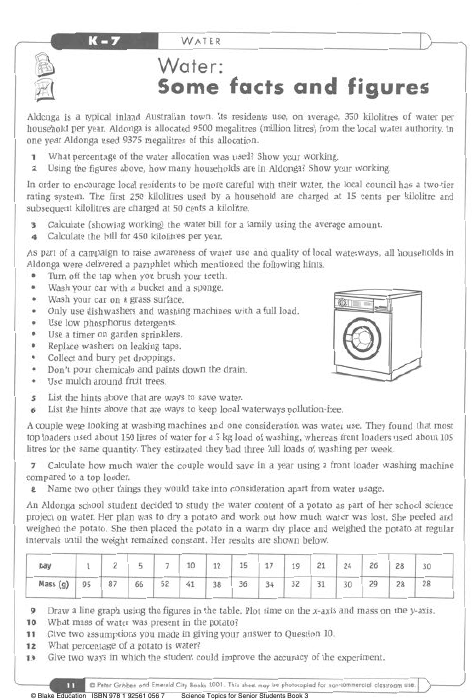 K - 7 WATER
Water:
Some facts and figures
Aldonga is a typical inland Australian town. Its residents use, on average, 350 kilolitres of water per
household per year. Aldonga is allocated 9500 megalitres (million litres) from the local water authority. In
one year Aldonga used 9375 megalitres of this allocation.
1 What percentage of the water allocation was used? Show your working.
2 Using the figures above, how many households are in Aldonga? Show your working
In order to encourage local residents to be more careful with their water, the local council has a two-tier
rating system. The first 250 kilolitres used by a household are charged at 15 cents per kilolitre and
subsequent kilolitres are charged at 50 cents a kilolitre.
3 Calculate (showing working) the water bill for a family using the average amount.
4 Calculate the bill for 450 kilolitres per year.
As part of a campaign to raise awareness of water use and quality of local waterways, all households in
Aldonga were delivered a pamphlet which mentioned the following hints.
• Turn off the tap when you brush your teeth.
• Wash your car with a bucket and a sponge.
• Wash your car on a grass surface.
• Only use dishwashers and washing machines with a full load.
• Use low phosphorus detergents.
• Use a timer on garden sprinklers.
• Replace washers on leaking taps.
• Collect and bury pet droppings.
• Don't pour chemicals and paints down the drain.
• Use mulch around fruit trees.
5 List the hints above that are ways to save water.
6 List the hints above that are ways to keep local waterways pollution-free.
A couple were looking at washing machines and one consideration was water use. They found that most
top loaders used about 150 litres of water for a 5 kg load of washing, whereas front loaders used about 105
litres for the same quantity. They estimated they had three full loads of washing per week.
7 Calculate how much water the couple would save in a year using a front loader washing machine
compared to a top loader.
8 Name two other things they would take into consideration apart from water usage.
An Aldonga school student decided to study the water content of a potato as part of her school science
project on water. Her plan was to dry a potato and work out how much water was lost. She peeled and
weighed the potato. She then placed the potato in a warm dry place and weighed the potato at regular
intervals until the weight remained constant. Her results are shown below.
Day 1 2 5 7 10 12 15 17 19 21 24 26 28 30
Mass (g) 95 87 66 52 41 38 36 34 32 31 30 29 28 28
9 Draw a line graph using the figures in the table. Plot time on the x-axis and mass on the y-axis.
10 What mass of water was present in the potato?
11 Give two assumptions you made in giving your answer to Question 10.
12 What percentage of a potato is water?
13 Give two ways in which the student could improve the accuracy of the experiment.
11 © Peter Gribben and Emerald City Books 2001. This sheet may be photocopied for non-commercial classroom use.
© Blake Education ISBN 978 1 92561 056 7 Science Topics for Senior Students Book 3